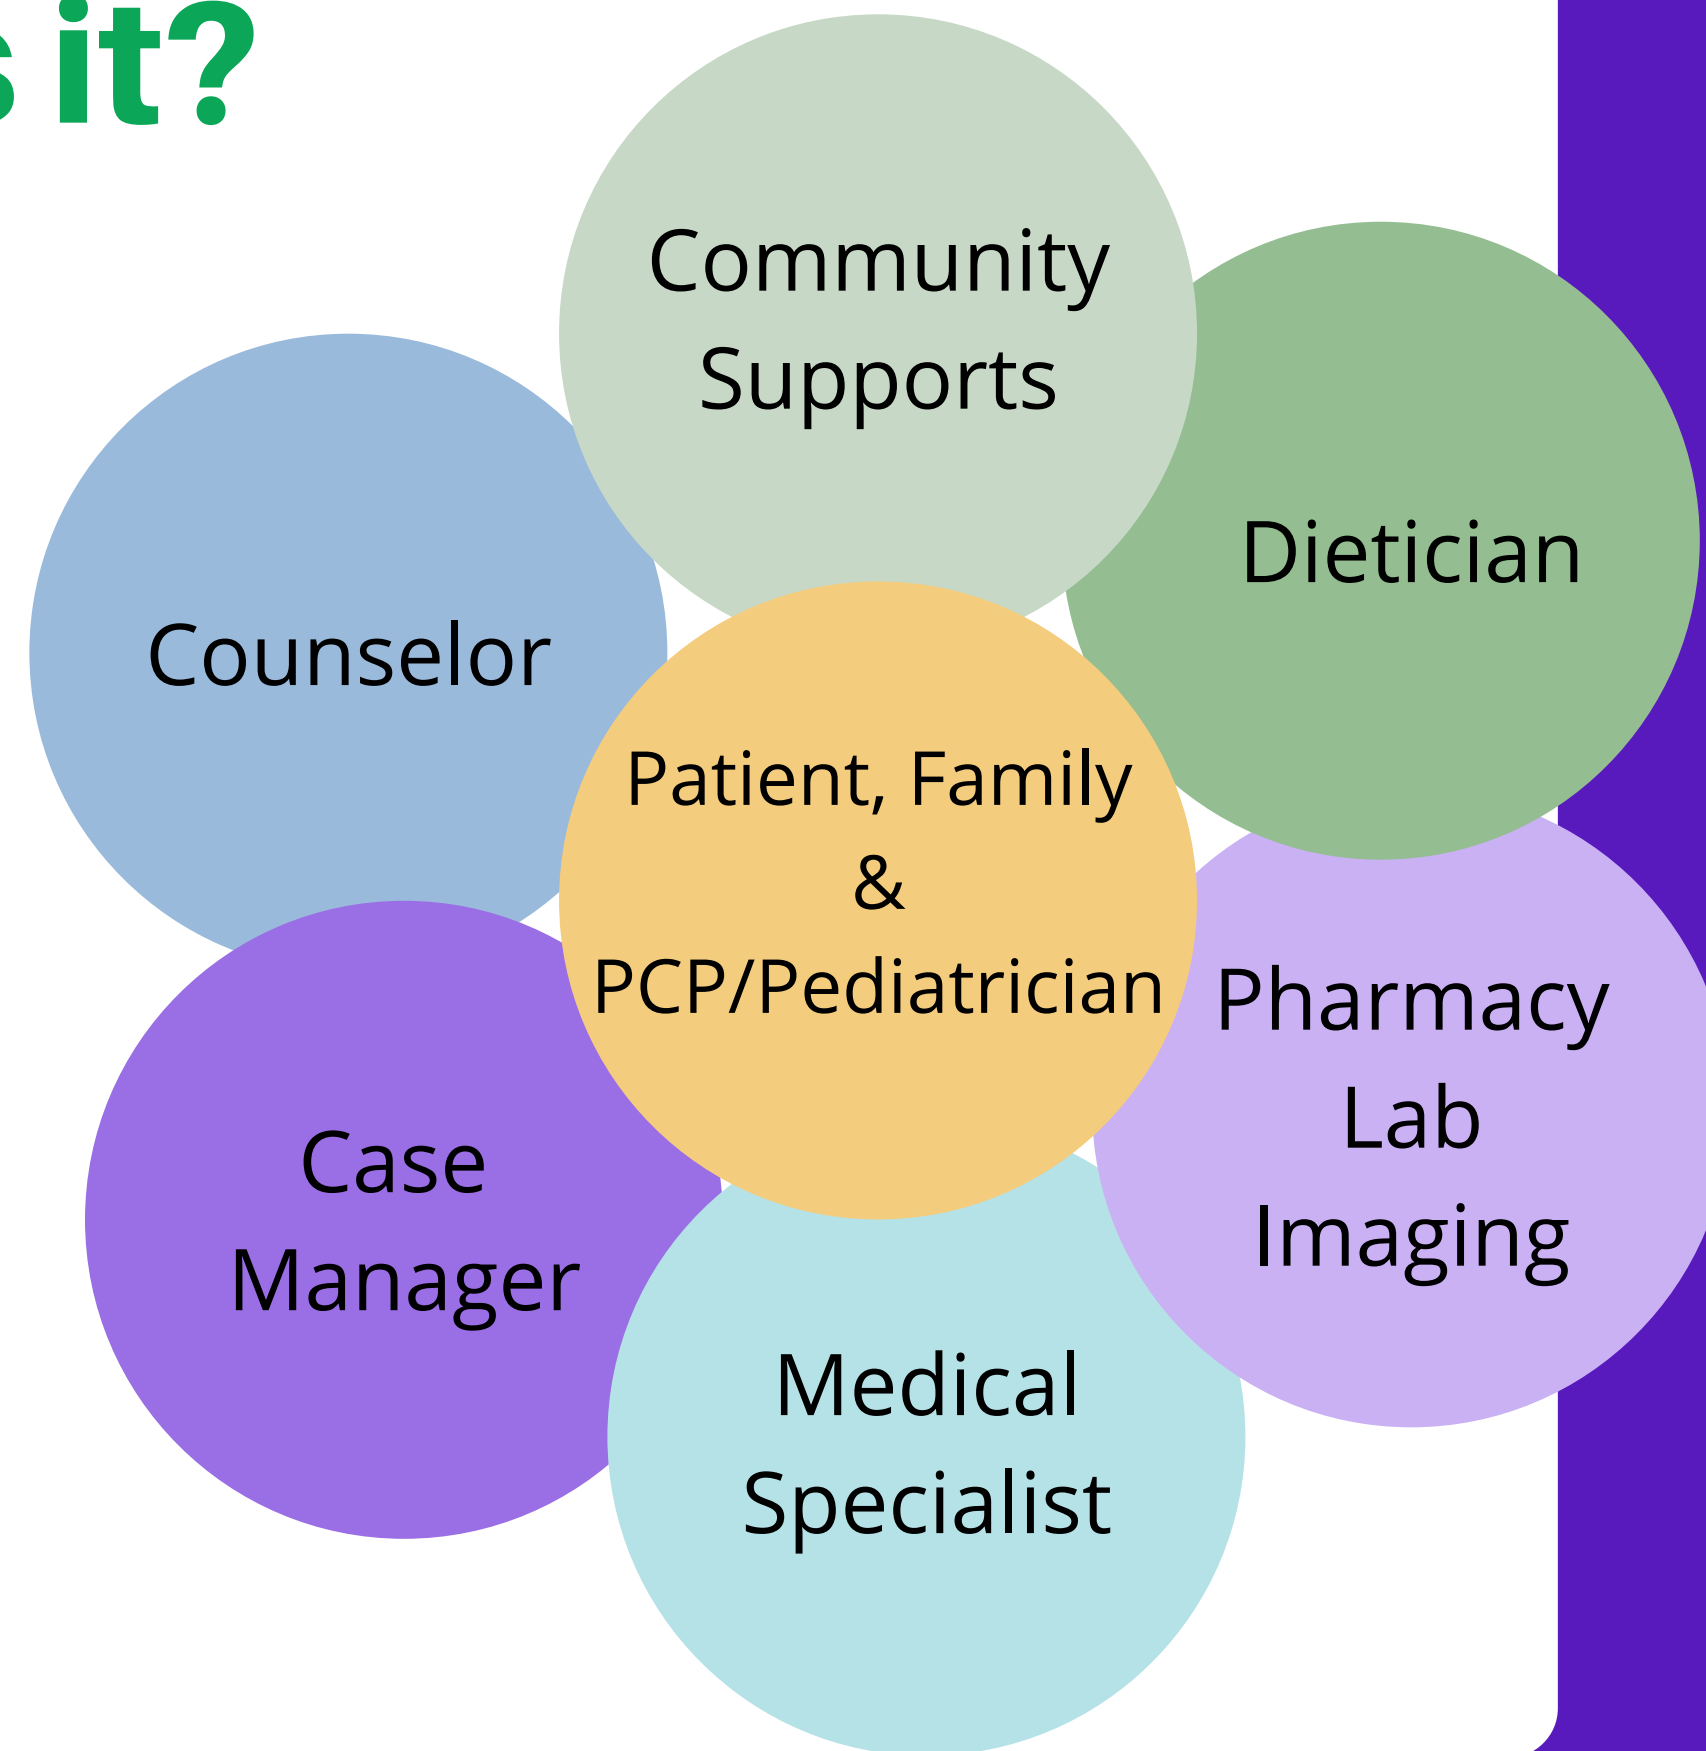 it?
Community
Supports
Dietician
Counselor
Patient, Family
&
PCP/Pediatrician
Pharmacy
Lab
Imaging
Case
Manager
Medical
Specialist